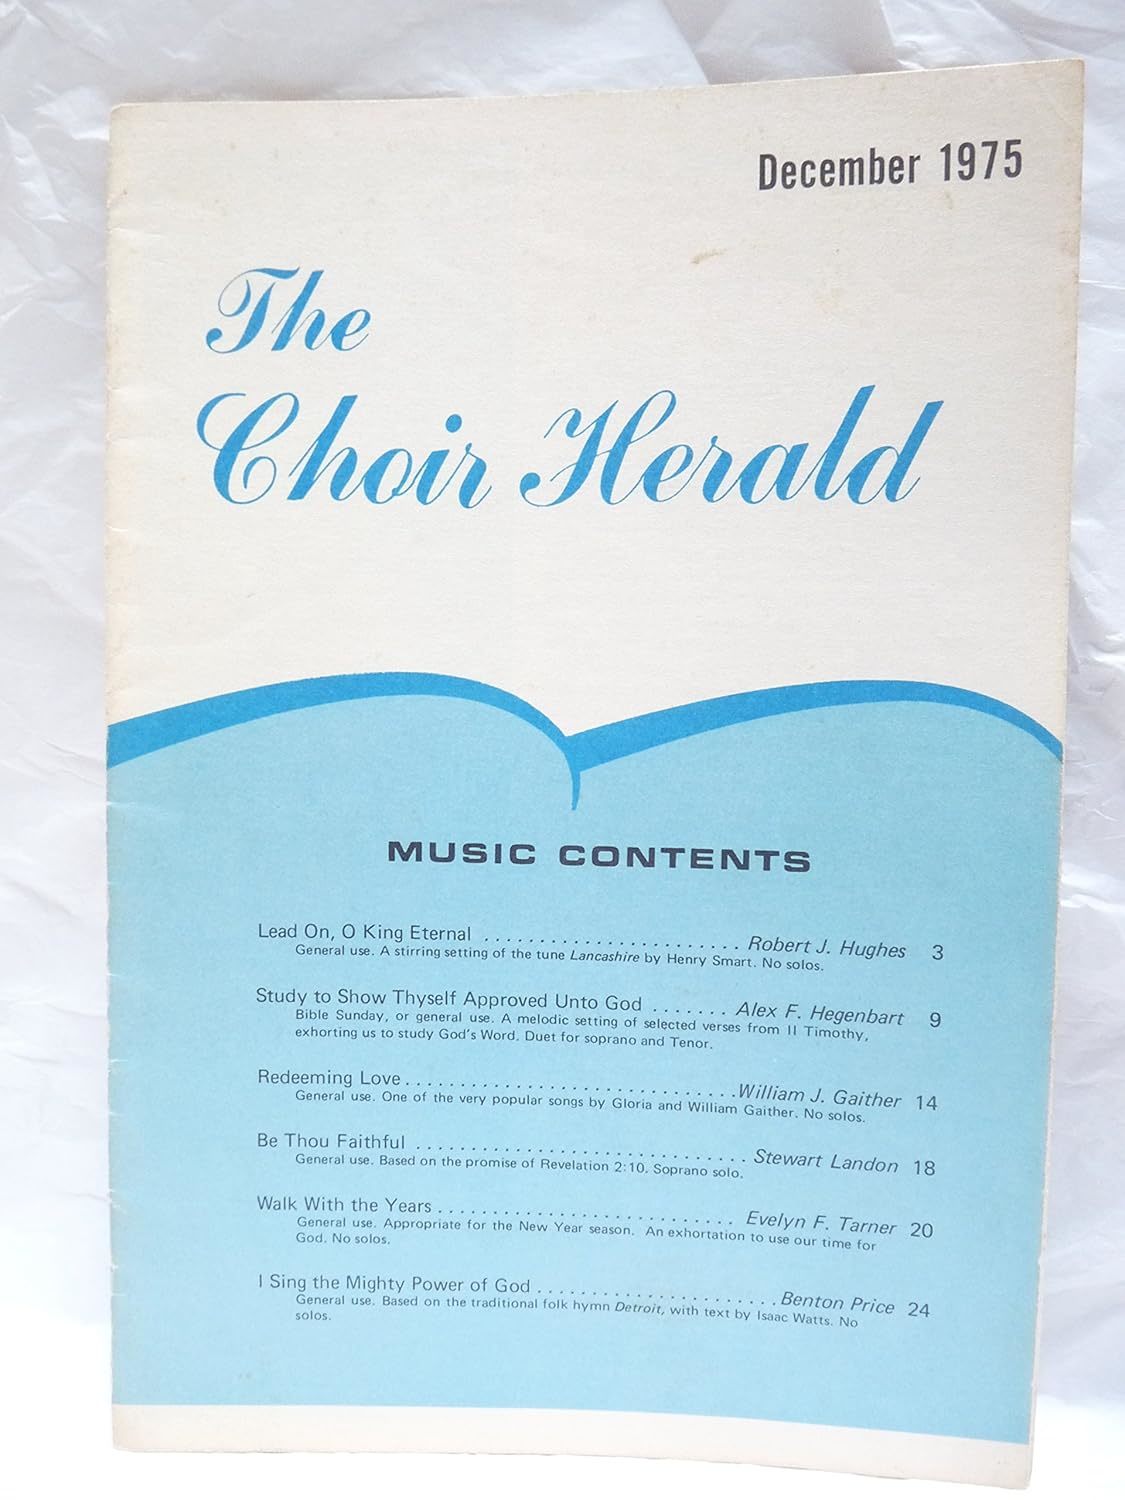 December 1975
The
Choir Herald
MUSIC CONTENTS
Lead On, O King Eternal ........................ Robert J. Hughes 3
General use. A stirring setting of the tune Lancashire by Henry Smart. No solos.
Study to Show Thyself Approved Unto God ....... Alex F. Hegenbart 9
Bible Sunday, or general use. A melodic setting of selected verses from II Timothy,
exhorting us to study God's Word. Duet for soprano and Tenor.
Redeeming Love.............................. William J. Gaither 14
General use. One of the very popular songs by Gloria and William Gaither. No solos.
Be Thou Faithful ............................... Stewart Landon 18
General use. Based on the promise of Revelation 2:10. Soprano solo.
Walk With the Years ........................... Evelyn F. Tarner 20
General use. Appropriate for the New Year season. An exhortation to use our time for
God. No solos.
I Sing the Mighty Power of God ...................... Benton Price 24
General use. Based on the traditional folk hymn Detroit, with text by Isaac Watts. No
solos.